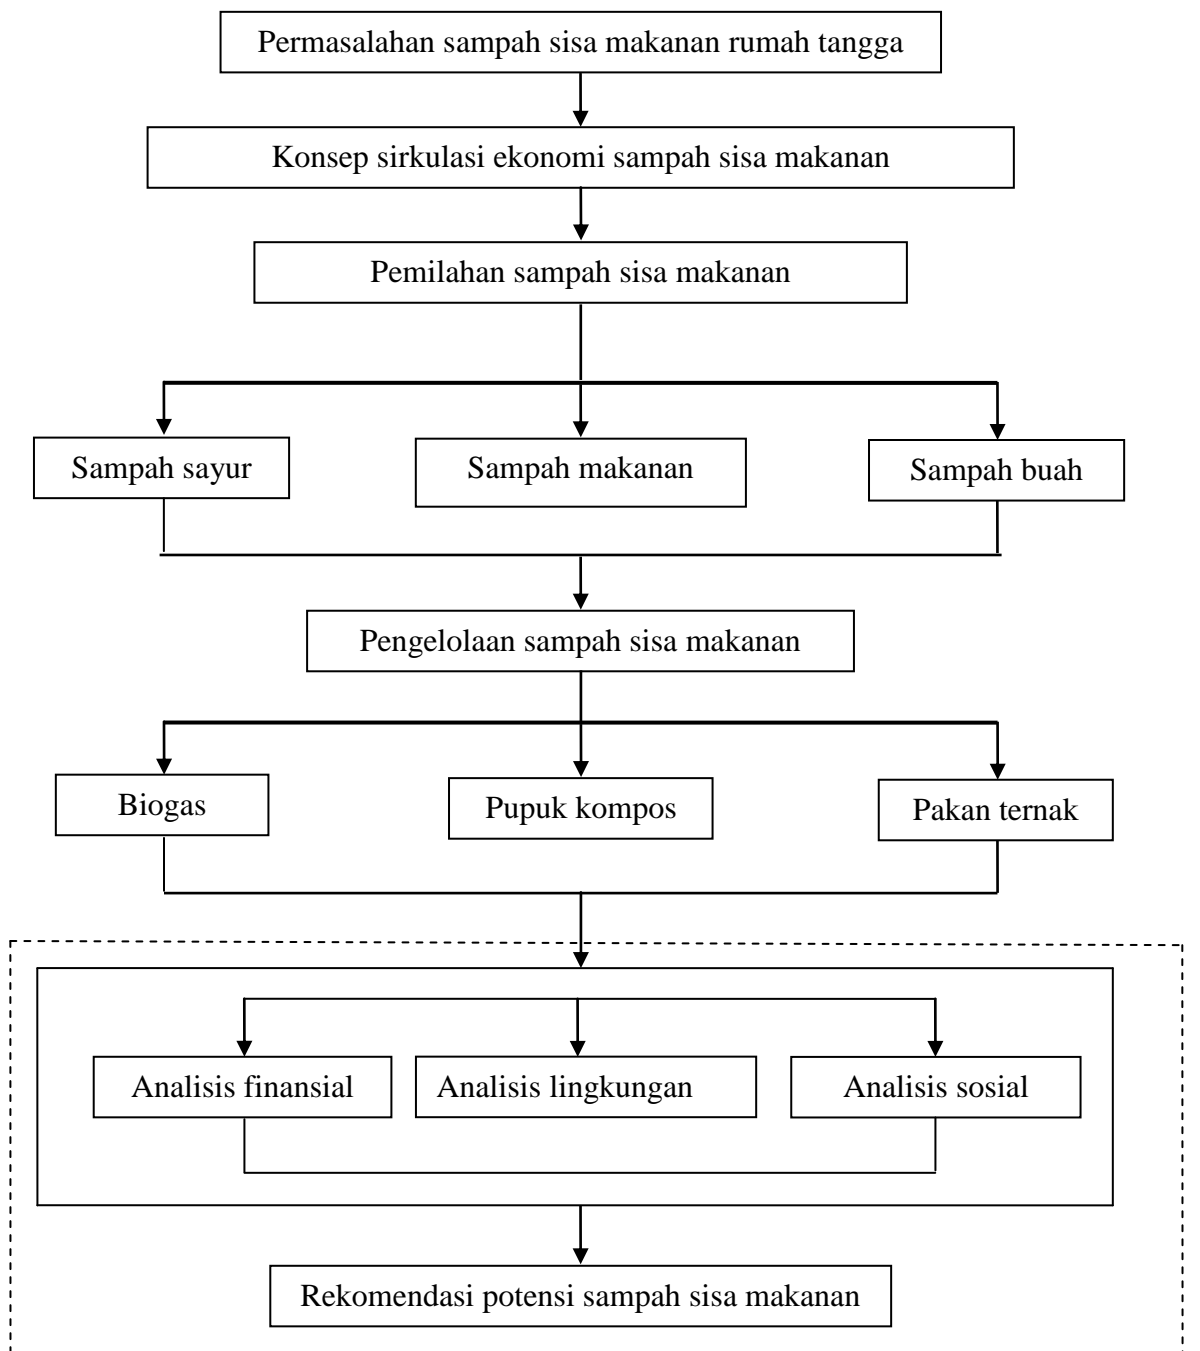 Permasalahan sampah sisa makanan rumah tangga
Konsep sirkulasi ekonomi sampah sisa makanan
Pemilahan sampah sisa makanan
Sampah sayur
Sampah makanan
Sampah buah
Pengelolaan sampah sisa makanan
Biogas
Pupuk kompos
Pakan ternak
Analisis finansial
Analisis lingkungan
Analisis sosial
Rekomendasi potensi sampah sisa makanan